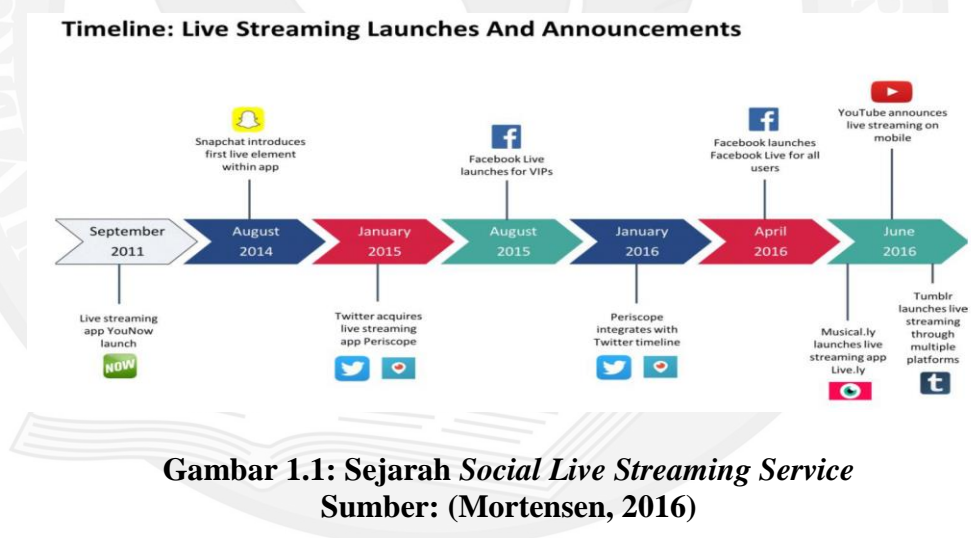 Timeline: Live Streaming Launches And Announcements
Snapchat introduces
first live element
within app
Facebook Live
launches for VIPs
Facebook launches
Facebook Live for all
users
YouTube announces
live streaming on
mobile
September
2011
August
2014
January
2015
August
2015
January
2016
April
2016
June
2016
Live streaming
app YouNow
launch
NOW
Twitter acquires
live streaming
app Periscope
Periscope
integrates with
Twitter timeline
Musical.ly
launches live
streaming app
Live.ly
Tumblr
launches live
streaming
through
multiple
platforms
t
Gambar 1.1: Sejarah Social Live Streaming Service
Sumber: (Mortensen, 2016)